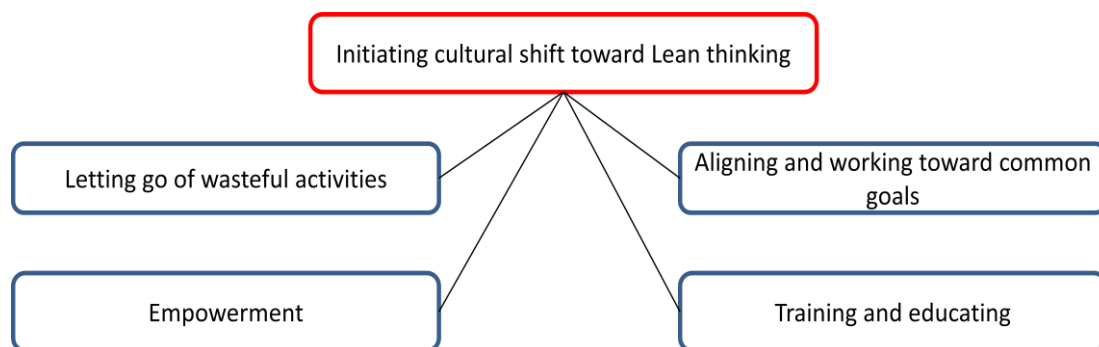 Initiating cultural shift toward Lean thinking
Letting go of wasteful activities
Aligning and working toward common
goals
Empowerment
Training and educating